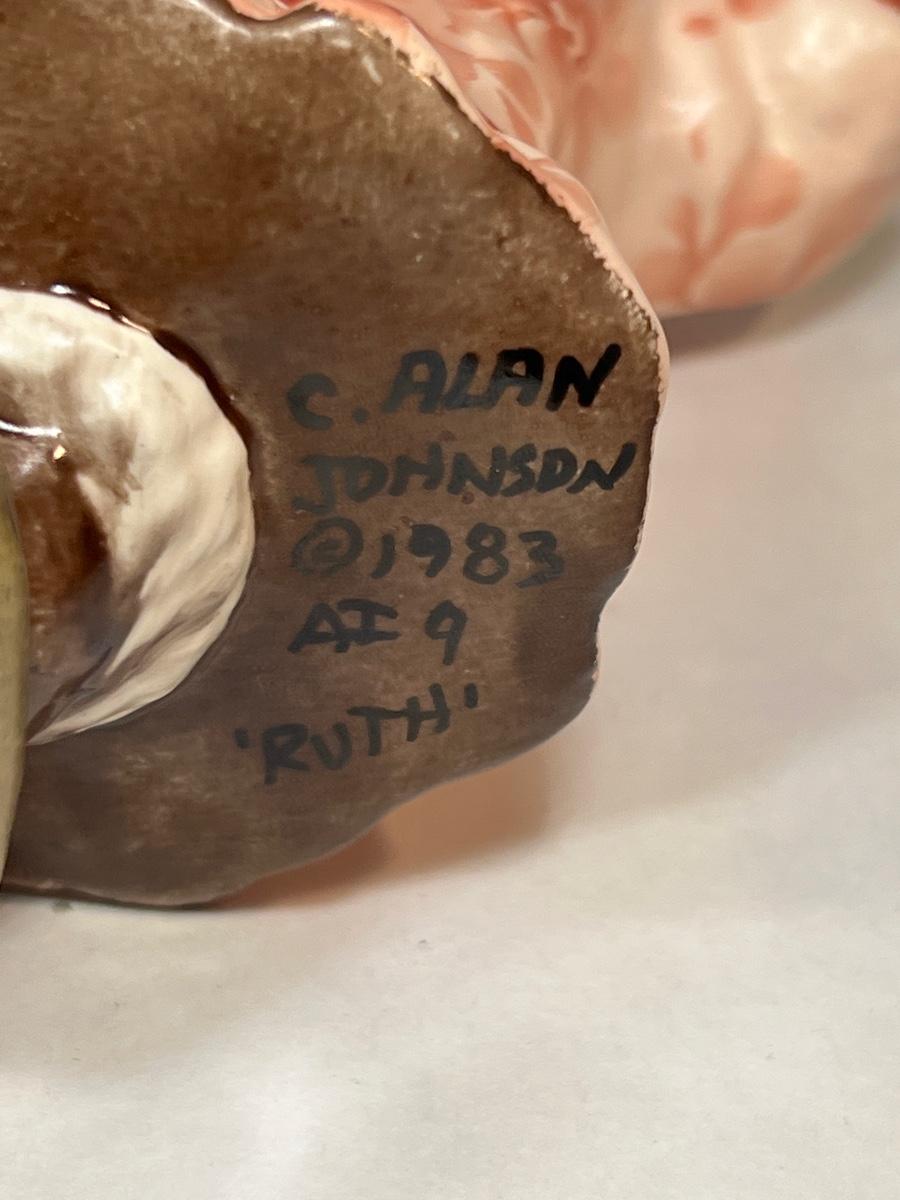 C. ALAN
JOHNSON
©1983
AI 9
'RUTH'